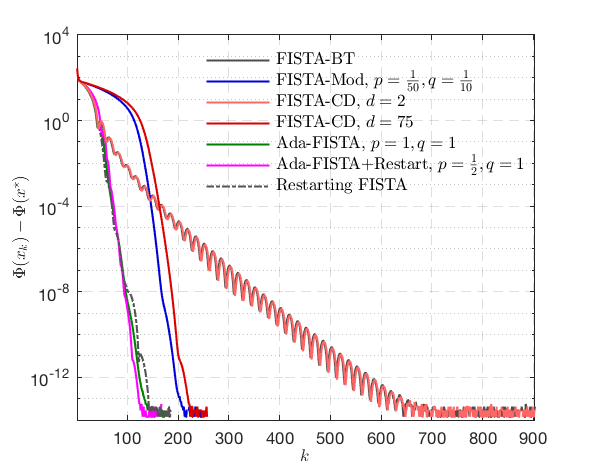 10^4
10^0
10^-4
10^-8
10^-12
Φ(x_k) − Φ(x*)
FISTA-BT
FISTA-Mod, p = 1/50, q = 1/10
FISTA-CD, d = 2
FISTA-CD, d = 75
Ada-FISTA, p = 1, q = 1
Ada-FISTA+Restart, p = 1/2, q = 1
Restarting FISTA
100 200 300 400 500 600 700 800 900
k